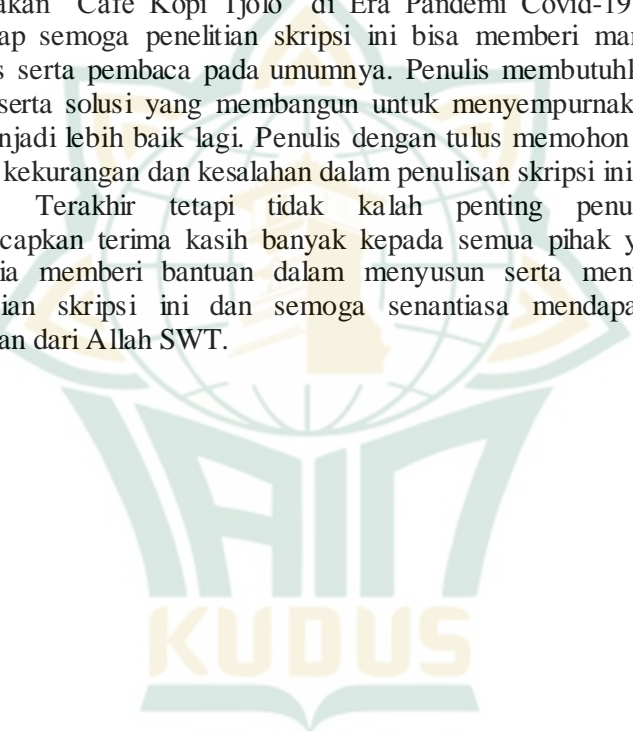 akan "Cafe Kopi Tjolo" di Era Pandemi Covid-19
ap semoga penelitian skripsi ini bisa memberi mar
s serta pembaca pada umumnya. Penulis membutuhk
serta solusi yang membangun untuk menyempurnak
njadi lebih baik lagi. Penulis dengan tulus memohon
kekurangan dan kesalahan dalam penulisan skripsi ini
Terakhir tetapi tidak kalah penting penu
capkan terima kasih banyak kepada semua pihak y
ia memberi bantuan dalam menyusun serta meny
ian skripsi ini dan semoga senantiasa mendapa
an dari Allah SWT.
IAIN
KUDUS